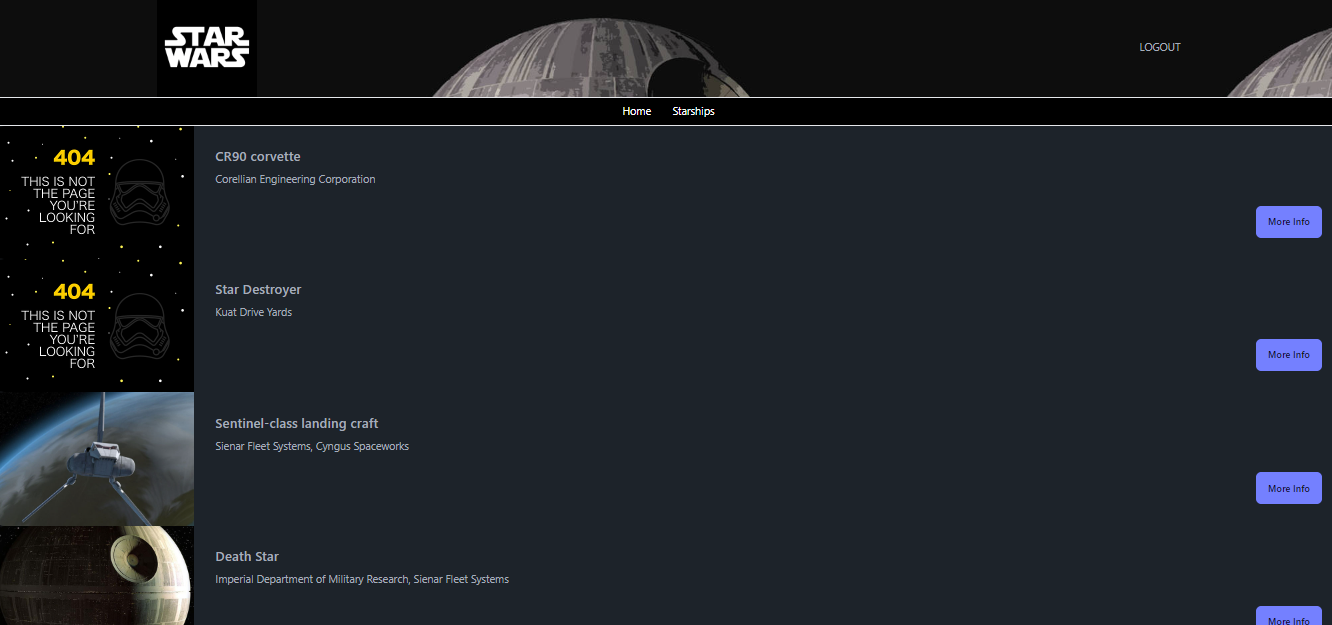 STAR
WARS
LOGOUT
Home Starships
404
THIS IS NOT
THE PAGE
YOU'RE
LOOKING
FOR
CR90 corvette
Corellian Engineering Corporation
More Info
404
THIS IS NOT
THE PAGE
YOU'RE
LOOKING
FOR
Star Destroyer
Kuat Drive Yards
More Info
Sentinel-class landing craft
Sienar Fleet Systems, Cyngus Spaceworks
More Info
Death Star
Imperial Department of Military Research, Sienar Fleet Systems
More Info